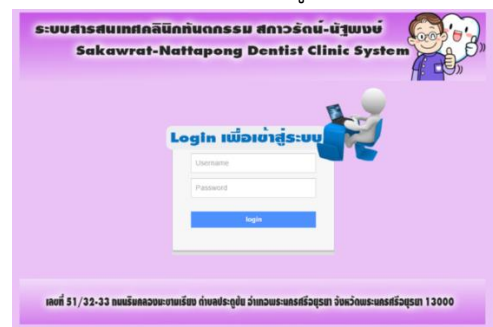 ระบบสารสนเทศคลินิกทันตกรรม สกาวรัตน์-นัฐพงษ์
Sakawrat-Nattapong Dentist Clinic System
Login เพื่อเข้าสู่ระบบ
Username
Password
login
เลขที่ 51/32-33 ถนนริมคลองมะขามเรียง ตำบลประตูชัย อำเภอพระนครศรีอยุธยา จังหวัดพระนครศรีอยุธยา 13000